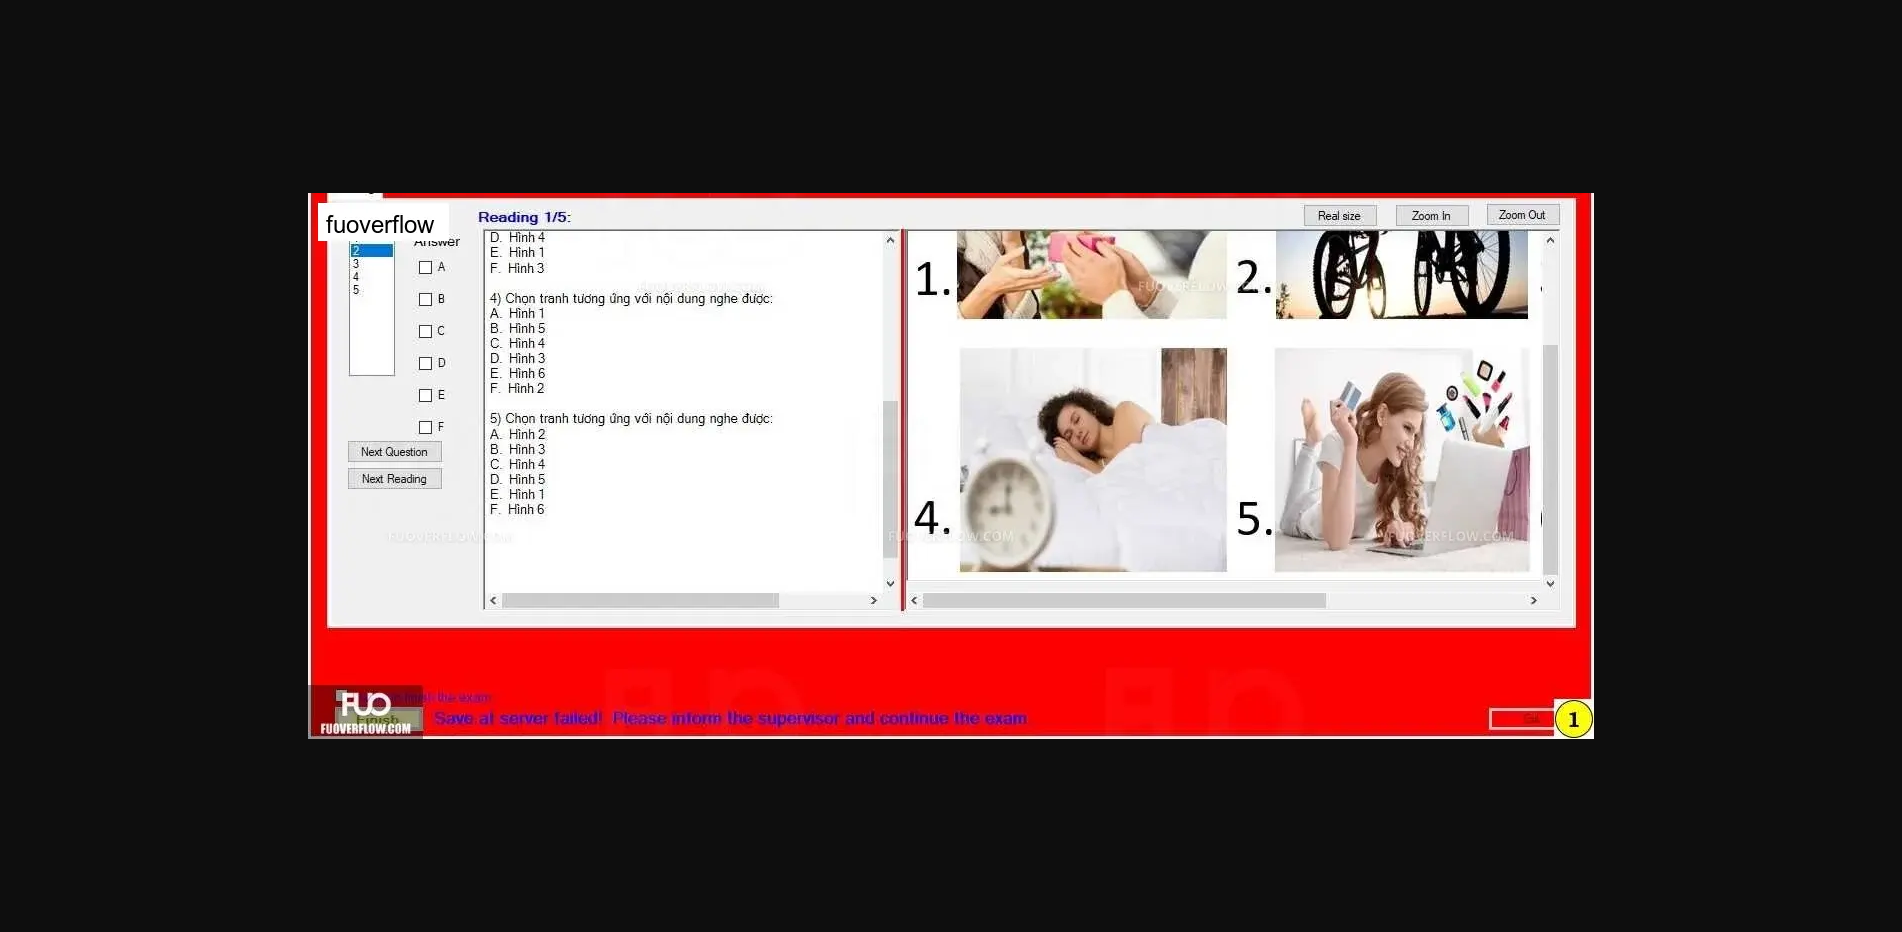 fuoverflow
Reading 1/5:
Real size
Zoom In
Zoom Out
Answer
2
3
4
5
A
B
C
D
E
F
Next Question
Next Reading
D. Hình 4
E. Hình 1
F. Hình 3
4) Chọn tranh tương ứng với nội dung nghe được:
A. Hình 1
B. Hình 5
C. Hình 4
D. Hình 3
E. Hình 6
F. Hình 2
5) Chọn tranh tương ứng với nội dung nghe được:
A. Hình 2
B. Hình 3
C. Hình 4
D. Hình 5
E. Hình 1
F. Hình 6
1.
2.
4.
5.
FUOVERFLOW.COM
FUOVERFLOW.COM
FUOVERFLOW.COM
the exam
FUO
Finish
FUOVERFLOW.COM
Save at server failed! Please inform the supervisor and continue the exam
1